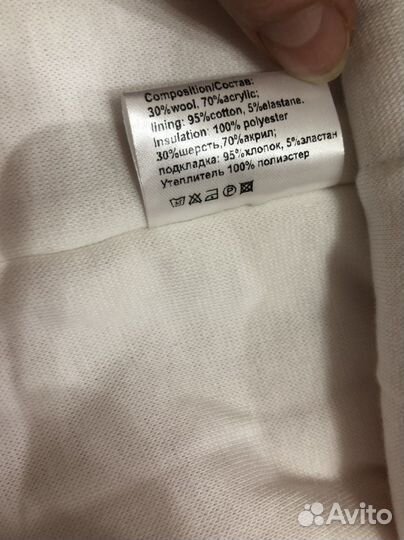 Composition/Состав:
30%wool, 70%acrylic;
lining: 95%cotton, 5%elastane.
Insulation: 100% polyester
30%шерсть,70%акрил;
подкладка: 95%хлопок, 5%эластан
Утеплитель 100% полиэстер
Avito